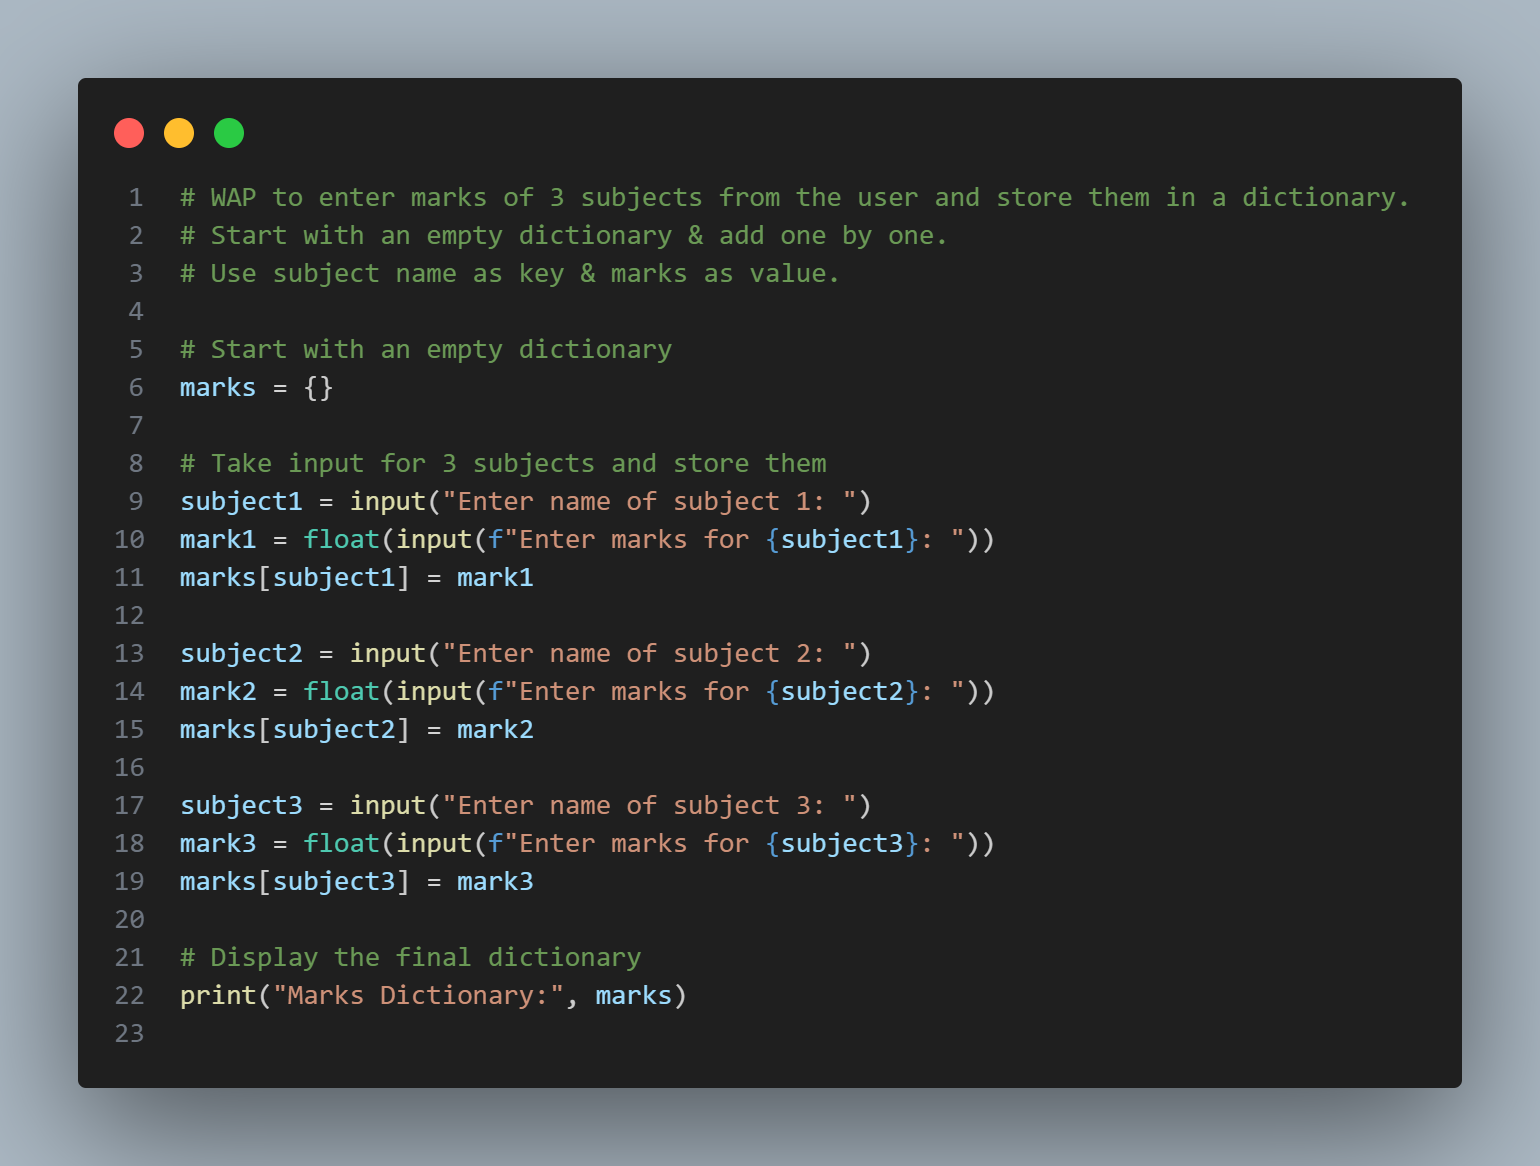 1 # WAP to enter marks of 3 subjects from the user and store them in a dictionary.
2 # Start with an empty dictionary & add one by one.
3 # Use subject name as key & marks as value.
4
5 # Start with an empty dictionary
6 marks = {}
7
8 # Take input for 3 subjects and store them
9 subject1 = input("Enter name of subject 1: ")
10 mark1 = float(input(f"Enter marks for {subject1}: "))
11 marks[subject1] = mark1
12
13 subject2 = input("Enter name of subject 2: ")
14 mark2 = float(input(f"Enter marks for {subject2}: "))
15 marks[subject2] = mark2
16
17 subject3 = input("Enter name of subject 3: ")
18 mark3 = float(input(f"Enter marks for {subject3}: "))
19 marks[subject3] = mark3
20
21 # Display the final dictionary
22 print("Marks Dictionary:", marks)
23